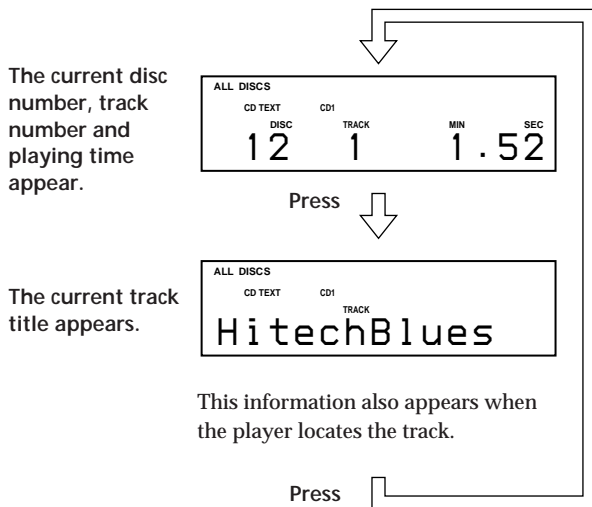 The current disc
number, track
number and
playing time
appear.
ALL DISCS
CD TEXT CD1
DISC TRACK MIN SEC
12 1 1.52
Press
The current track
title appears.
ALL DISCS
CD TEXT CD1
TRACK
HitechBlues
This information also appears when
the player locates the track.
Press